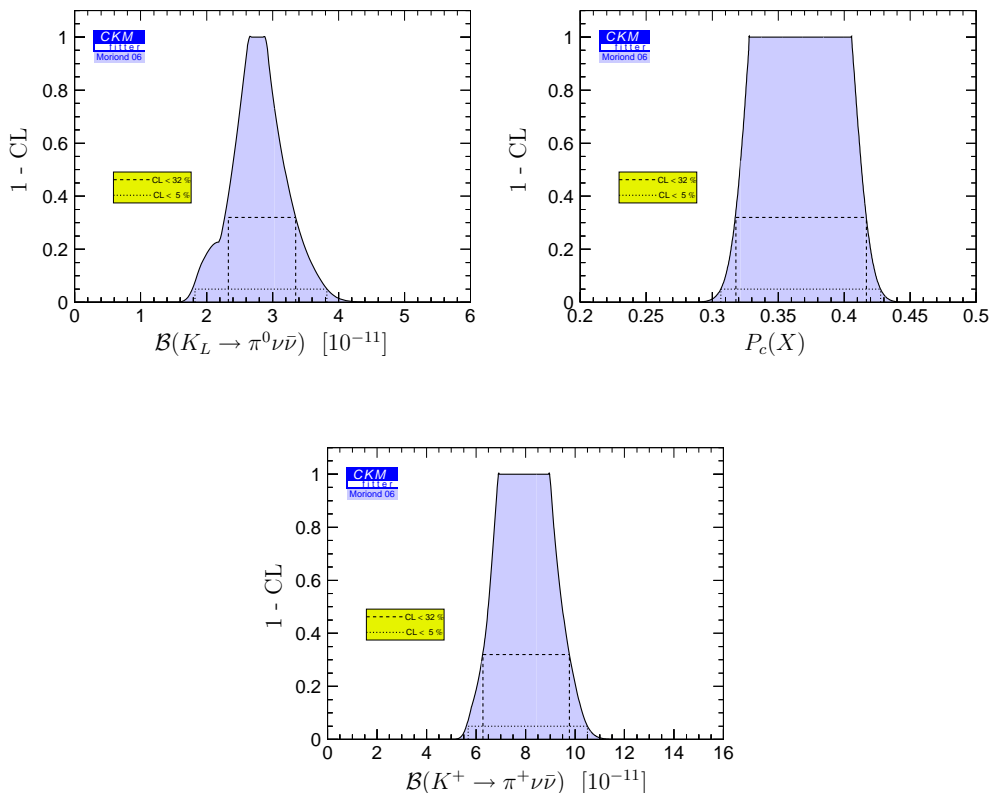 1
0.8
0.6
0.4
0.2
0
1 - CL
CKM
fitter
Moriond 06
CL < 32 %
CL < 5 %
0 1 2 3 4 5 6
B(K_L → π⁰νν̄) [10⁻¹¹]
1
0.8
0.6
0.4
0.2
0
1 - CL
CKM
fitter
Moriond 06
CL < 32 %
CL < 5 %
0.2 0.25 0.3 0.35 0.4 0.45 0.5
P_c(X)
1
0.8
0.6
0.4
0.2
0
1 - CL
CKM
fitter
Moriond 06
CL < 32 %
CL < 5 %
0 2 4 6 8 10 12 14 16
B(K⁺ → π⁺νν̄) [10⁻¹¹]